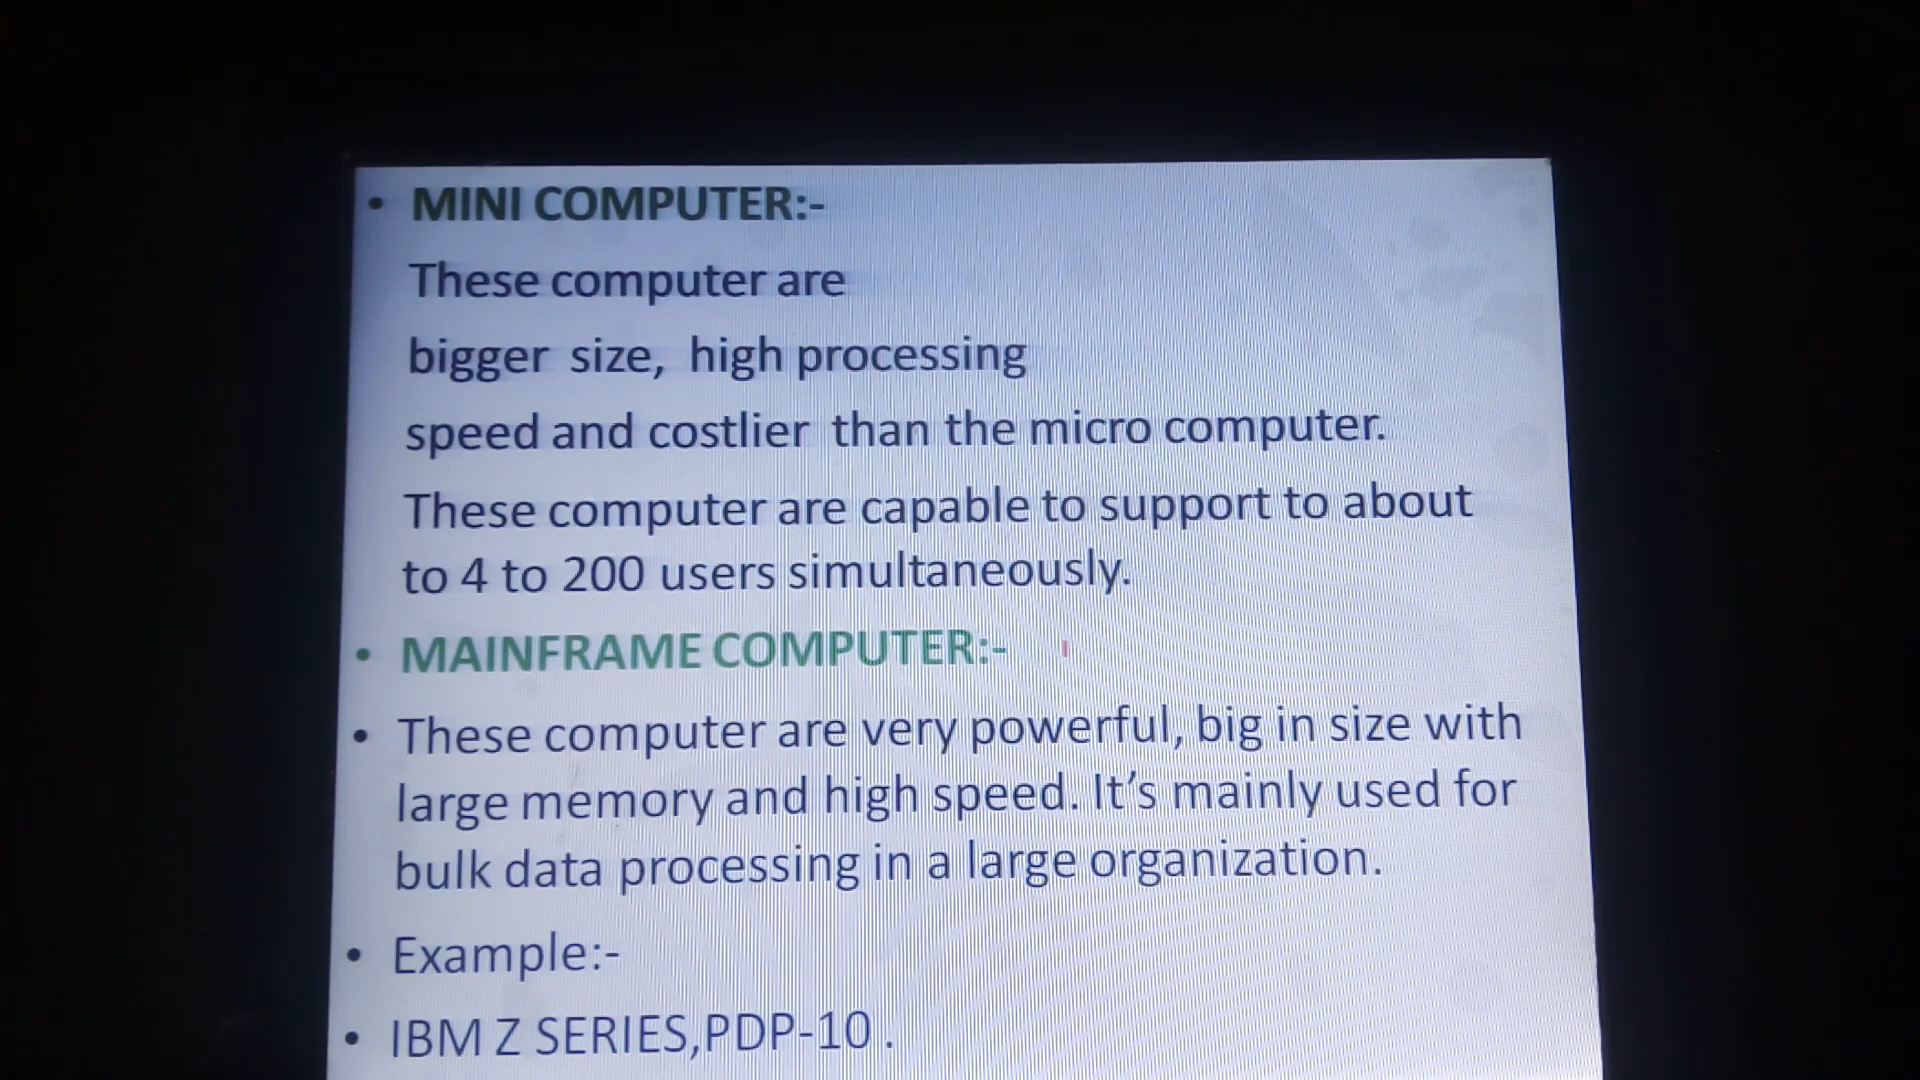 • MINI COMPUTER:-
These computer are
bigger size, high processing
speed and costlier than the micro computer.
These computer are capable to support to about
to 4 to 200 users simultaneously.
• MAINFRAME COMPUTER:-
• These computer are very powerful, big in size with
large memory and high speed. It’s mainly used for
bulk data processing in a large organization.
• Example:-
• IBM Z SERIES,PDP-10 .